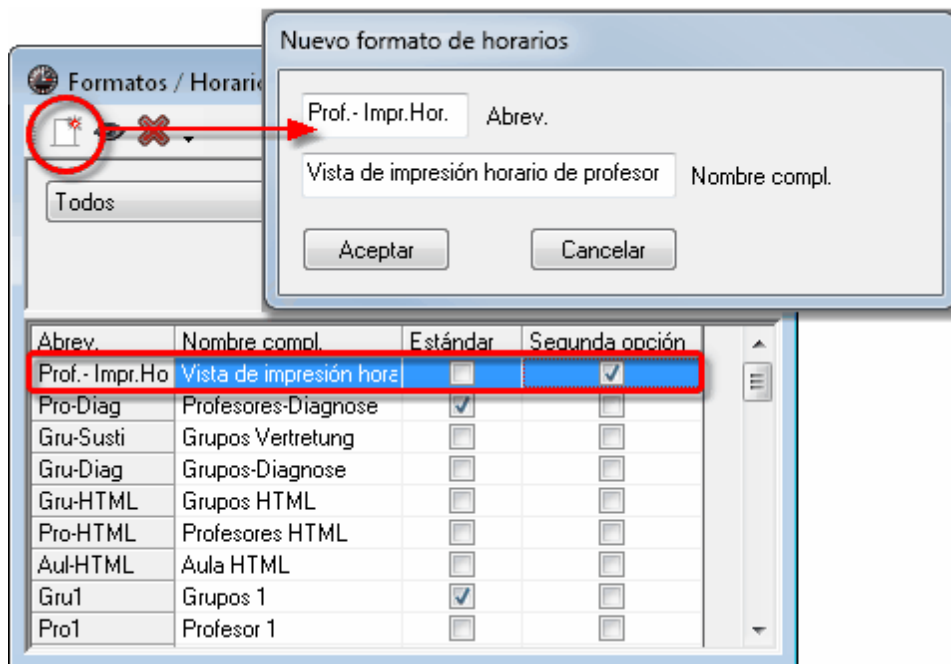 Nuevo formato de horarios
Formatos / Horario
Prof.- Impr.Hor. Abrev.
Vista de impresión horario de profesor Nombre compl.
Todos
Aceptar Cancelar
Abrev. Nombre compl. Estándar Segunda opción
Prof.- Impr.Ho Vista de impresión hora
Pro-Diag Profesores-Diagnose
Gru-Susti Grupos Vertretung
Gru-Diag Grupos-Diagnose
Gru-HTML Grupos HTML
Pro-HTML Profesores HTML
Aul-HTML Aula HTML
Gru1 Grupos 1
Pro1 Profesor 1